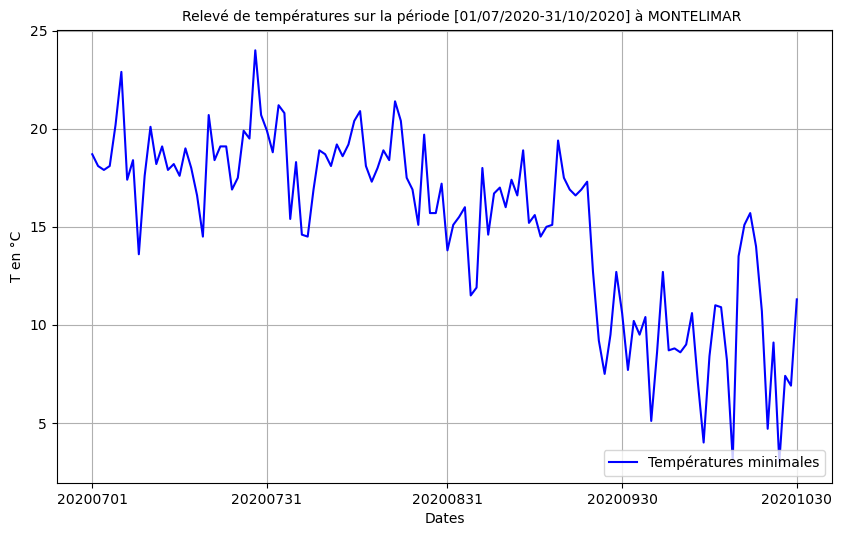 Relevé de températures sur la période [01/07/2020-31/10/2020] à MONTELIMAR
25
20
15
10
5
T en °C
20200701 20200731 20200831 20200930 20201030
Dates
Températures minimales